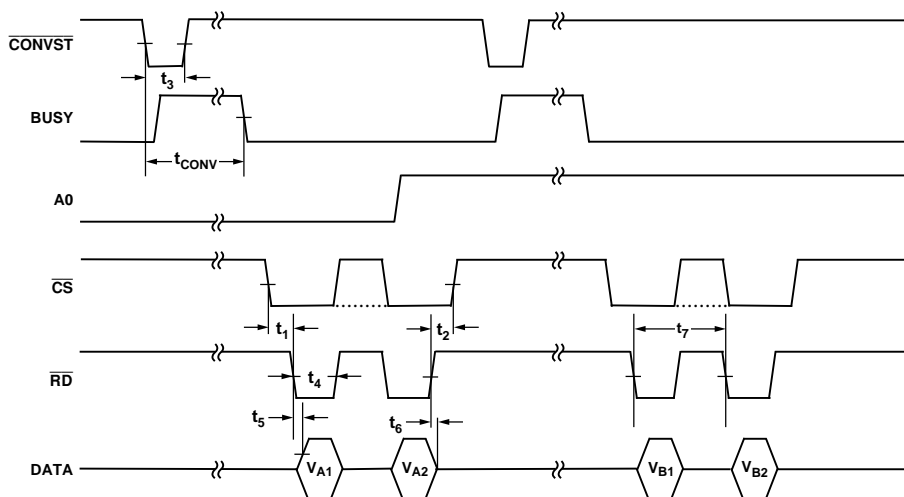 CONVST
t3
BUSY
tCONV
A0
CS
t1
t2
t7
RD
t4
t5
t6
DATA
VA1
VA2
VB1
VB2